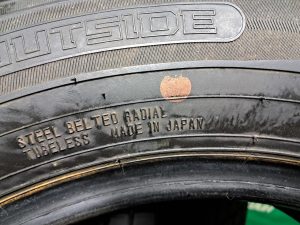 OUTSIDE
STEEL BELTED RADIAL
TUBELESS MADE IN JAPAN